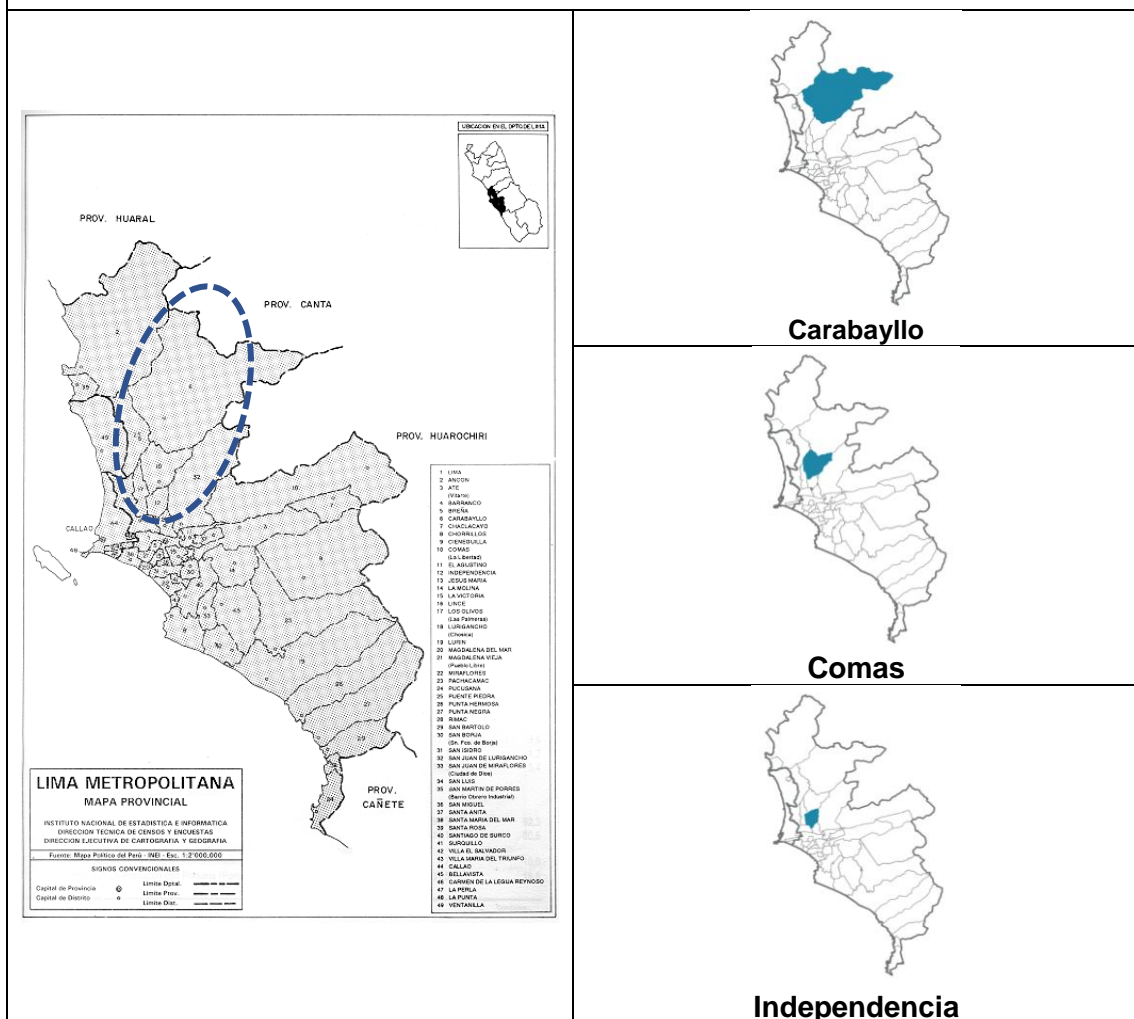 UBICACION EN EL DPTO DE LIMA
PROV. HUARAL
PROV. CANTA
PROV. HUAROCHIRI
CALLAO
PROV.
CAÑETE
1 LIMA
2 ANCON
3 ATE
(Vitarte)
4 BARRANCO
5 BREÑA
6 CARABAYLLO
7 CHACLACAYO
8 CHORRILLOS
9 CIENEGUILLA
10 COMAS
(La Libertad)
11 EL AGUSTINO
12 INDEPENDENCIA
13 JESUS MARIA
14 LA MOLINA
15 LA VICTORIA
16 LINCE
17 LOS OLIVOS
(Las Palmeras)
18 LURIGANCHO
(Chosica)
19 LURIN
20 MAGDALENA DEL MAR
21 MAGDALENA VIEJA
(Pueblo Libre)
22 MIRAFLORES
23 PACHACAMAC
24 PUCUSANA
25 PUENTE PIEDRA
26 PUNTA HERMOSA
27 PUNTA NEGRA
28 RIMAC
29 SAN BARTOLO
30 SAN BORJA
(Sn. Fco. de Borja)
31 SAN ISIDRO
32 SAN JUAN DE LURIGANCHO
33 SAN JUAN DE MIRAFLORES
(Ciudad de Dios)
34 SAN LUIS
35 SAN MARTIN DE PORRES
(Barrio Obrero Industrial)
36 SAN MIGUEL
37 SANTA ANITA
38 SANTA MARIA DEL MAR
39 SANTA ROSA
40 SANTIAGO DE SURCO
41 SURQUILLO
42 VILLA EL SALVADOR
43 VILLA MARIA DEL TRIUNFO
44 CALLAO
45 BELLAVISTA
46 CARMEN DE LA LEGUA REYNOSO
47 LA PERLA
48 LA PUNTA
49 VENTANILLA
LIMA METROPOLITANA
MAPA PROVINCIAL
INSTITUTO NACIONAL DE ESTADISTICA E INFORMATICA
DIRECCION TECNICA DE CENSOS Y ENCUESTAS
DIRECCION EJECUTIVA DE CARTOGRAFIA Y GEOGRAFIA
Fuente: Mapa Político del Perú - INEI - Esc. 1:2'000,000
SIGNOS CONVENCIONALES
Capital de Provincia
Capital de Distrito
Limite Dptal.
Limite Prov.
Limite Dist.
Carabayllo
Comas
Independencia